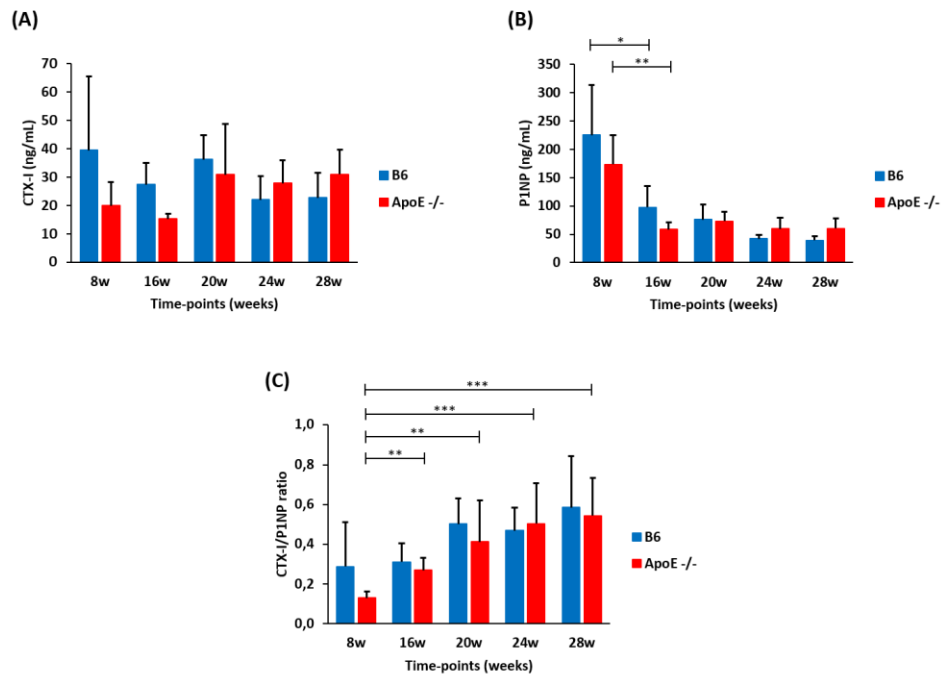 (A)
CTX-I (ng/mL)
70
60
50
40
30
20
10
0
8w 16w 20w 24w 28w
Time-points (weeks)
B6
ApoE -/-
(B)
* 
**
P1NP (ng/mL)
350
300
250
200
150
100
50
0
8w 16w 20w 24w 28w
Time-points (weeks)
B6
ApoE -/-
(C)
***
***
**
**
CTX-I/P1NP ratio
1,0
0,8
0,6
0,4
0,2
0,0
8w 16w 20w 24w 28w
Time-points (weeks)
B6
ApoE -/-